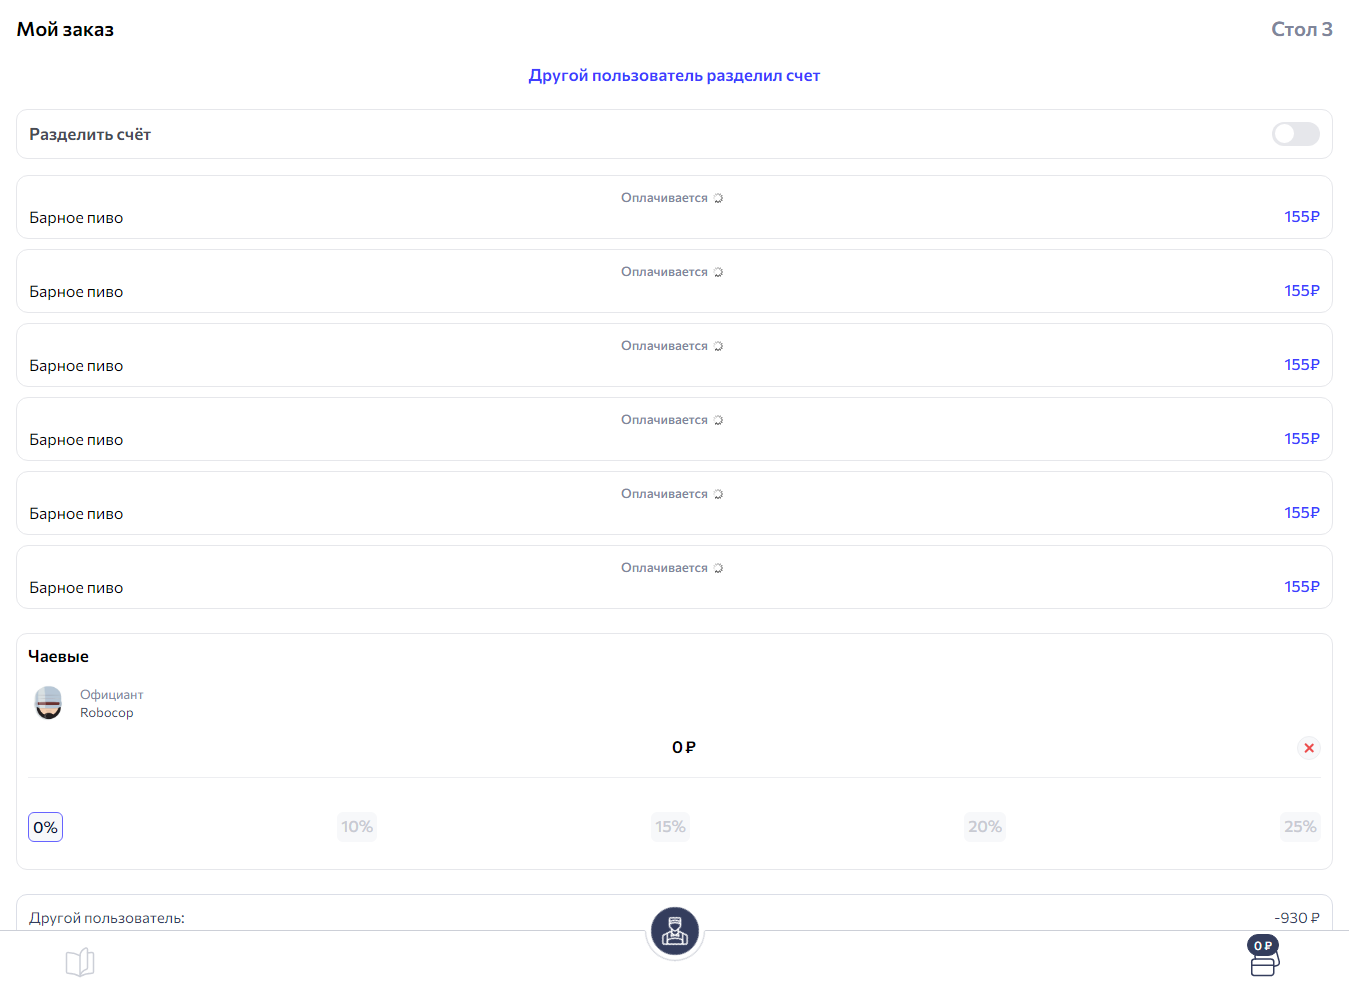 Мой заказ
Стол 3
Другой пользователь разделил счет
Разделить счёт
Оплачивается
Барное пиво
155₽
Оплачивается
Барное пиво
155₽
Оплачивается
Барное пиво
155₽
Оплачивается
Барное пиво
155₽
Оплачивается
Барное пиво
155₽
Оплачивается
Барное пиво
155₽
Чаевые
Официант
Robocop
0 ₽
0% 10% 15% 20% 25%
Другой пользователь: -930 ₽
0 ₽